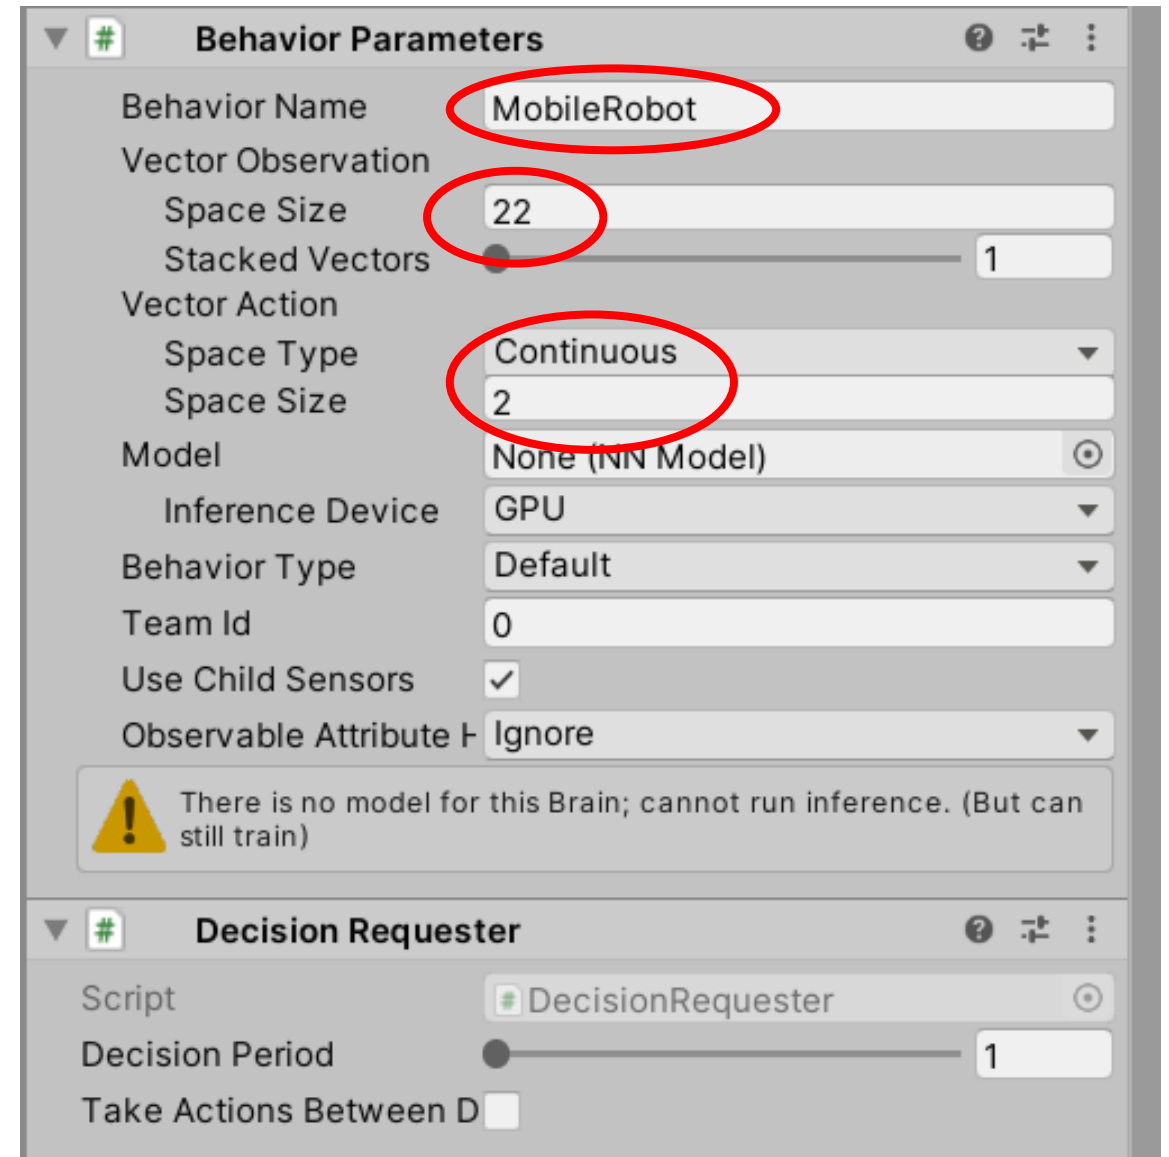 Behavior Parameters
Behavior Name MobileRobot
Vector Observation
Space Size 22
Stacked Vectors 1
Vector Action
Space Type Continuous
Space Size 2
Model None (NN Model)
Inference Device GPU
Behavior Type Default
Team Id 0
Use Child Sensors
Observable Attribute H Ignore
There is no model for this Brain; cannot run inference. (But can
still train)
Decision Requester
Script # DecisionRequester
Decision Period 1
Take Actions Between D